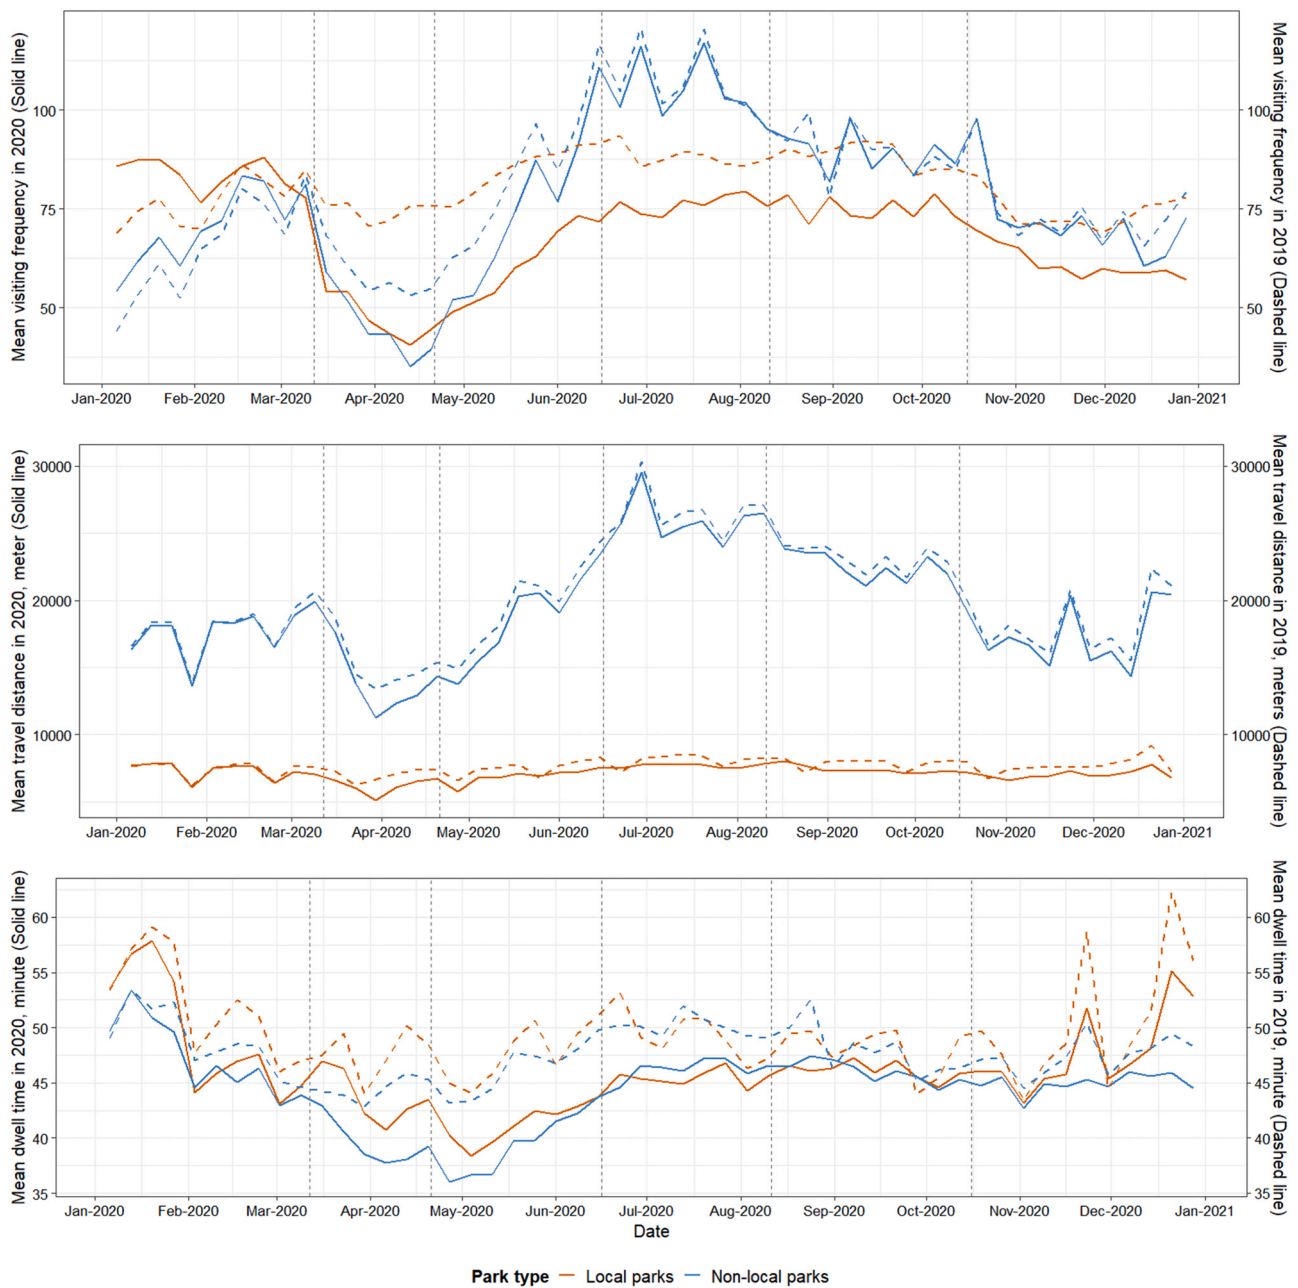 Mean visiting frequency in 2020 (Solid line)
100
75
50
100
75
50
Mean visiting frequency in 2019 (Dashed line)
Jan-2020 Feb-2020 Mar-2020 Apr-2020 May-2020 Jun-2020 Jul-2020 Aug-2020 Sep-2020 Oct-2020 Nov-2020 Dec-2020 Jan-2021
Mean travel distance in 2020, meter (Solid line)
30000
20000
10000
30000
20000
10000
Mean travel distance in 2019, meters (Dashed line)
Jan-2020 Feb-2020 Mar-2020 Apr-2020 May-2020 Jun-2020 Jul-2020 Aug-2020 Sep-2020 Oct-2020 Nov-2020 Dec-2020 Jan-2021
Mean dwell time in 2020, minute (Solid line)
60
55
50
45
40
35
60
55
50
45
40
35
Mean dwell time in 2019, minute (Dashed line)
Jan-2020 Feb-2020 Mar-2020 Apr-2020 May-2020 Jun-2020 Jul-2020 Aug-2020 Sep-2020 Oct-2020 Nov-2020 Dec-2020 Jan-2021
Date
Park type Local parks Non-local parks